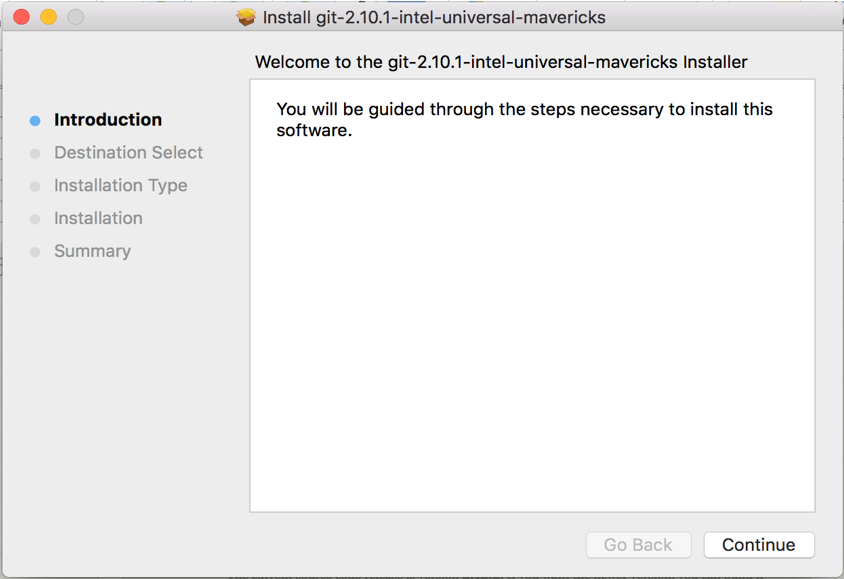 Install git-2.10.1-intel-universal-mavericks
Welcome to the git-2.10.1-intel-universal-mavericks Installer
Introduction
Destination Select
Installation Type
Installation
Summary
You will be guided through the steps necessary to install this
software.
Go Back
Continue